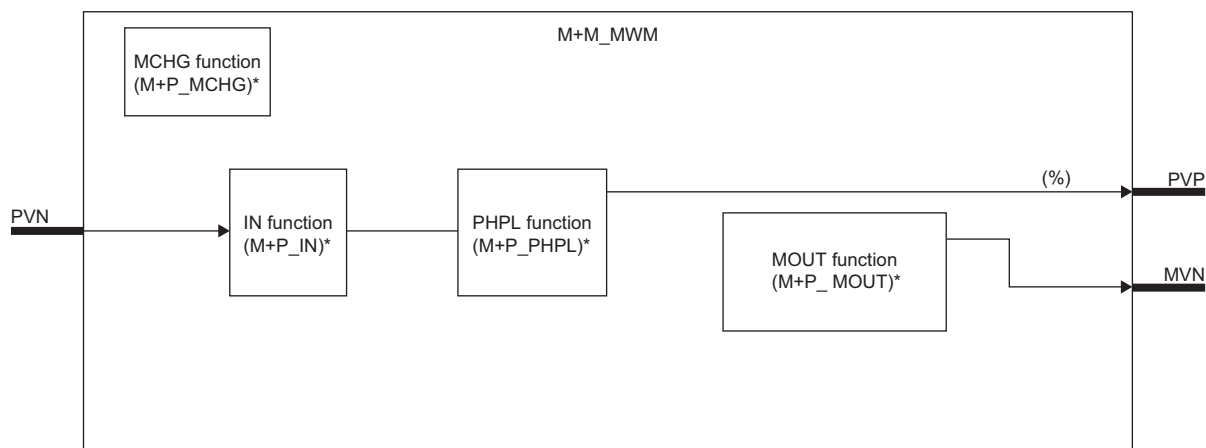 M+M_MWM
MCHG function
(M+P_MCHG)*
(%)
PVP
PVN
IN function
(M+P_IN)*
PHPL function
(M+P_PHPL)*
MOUT function
(M+P_ MOUT)*
MVN